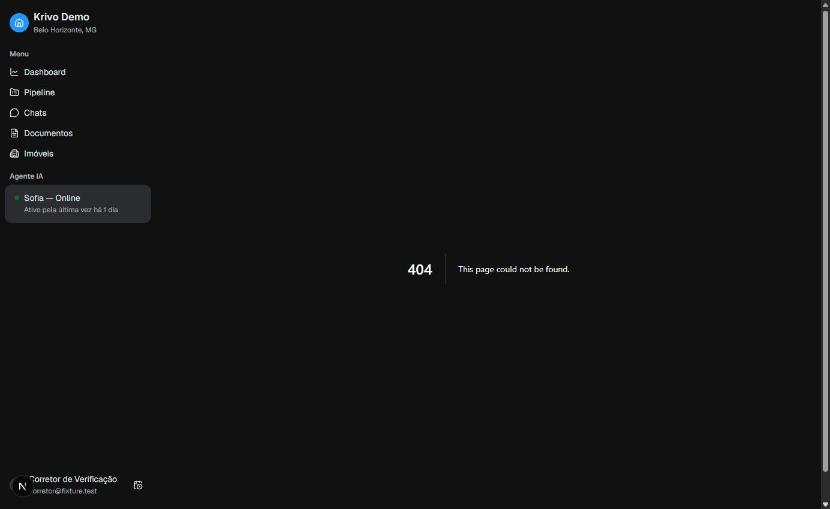 Krivo Demo
Belo Horizonte, MG
Menu
Dashboard
Pipeline
Chats
Documentos
Imóveis
Agente IA
Sofia — Online
Ativo pela última vez há 1 dia
404
This page could not be found.
Corretor de Verificação
N
orretor@fixture.test